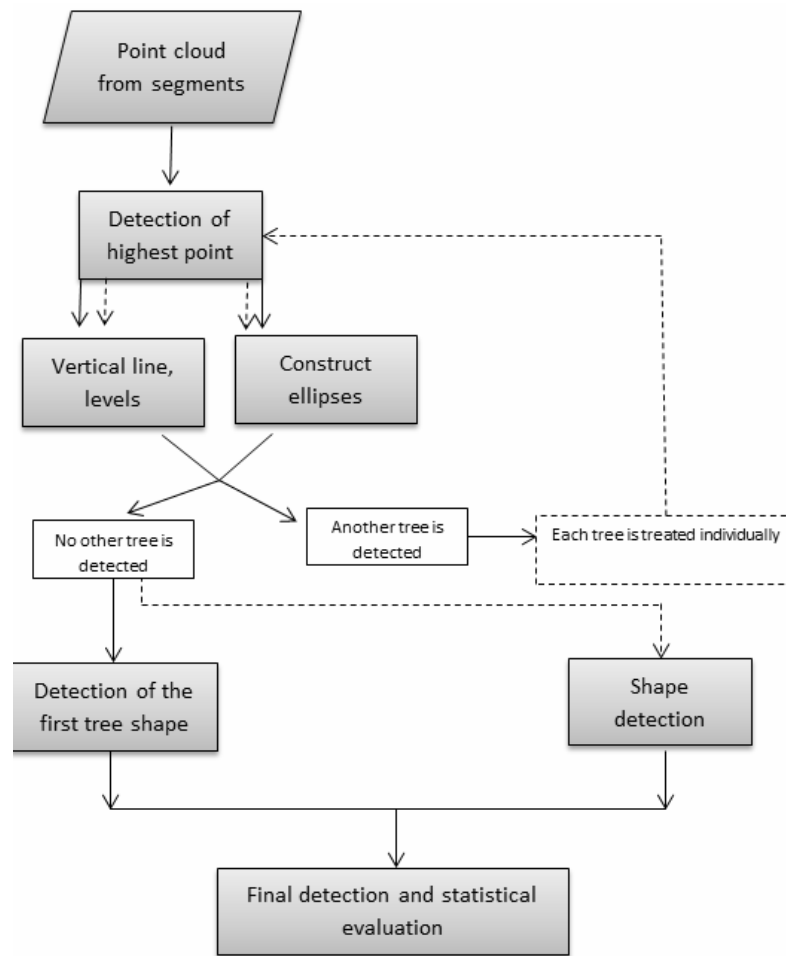 Point cloud
from segments
Detection of
highest point
Vertical line,
levels
Construct
ellipses
No other tree is
detected
Another tree is
detected
Each tree is treated individually
Detection of the
first tree shape
Shape
detection
Final detection and statistical
evaluation